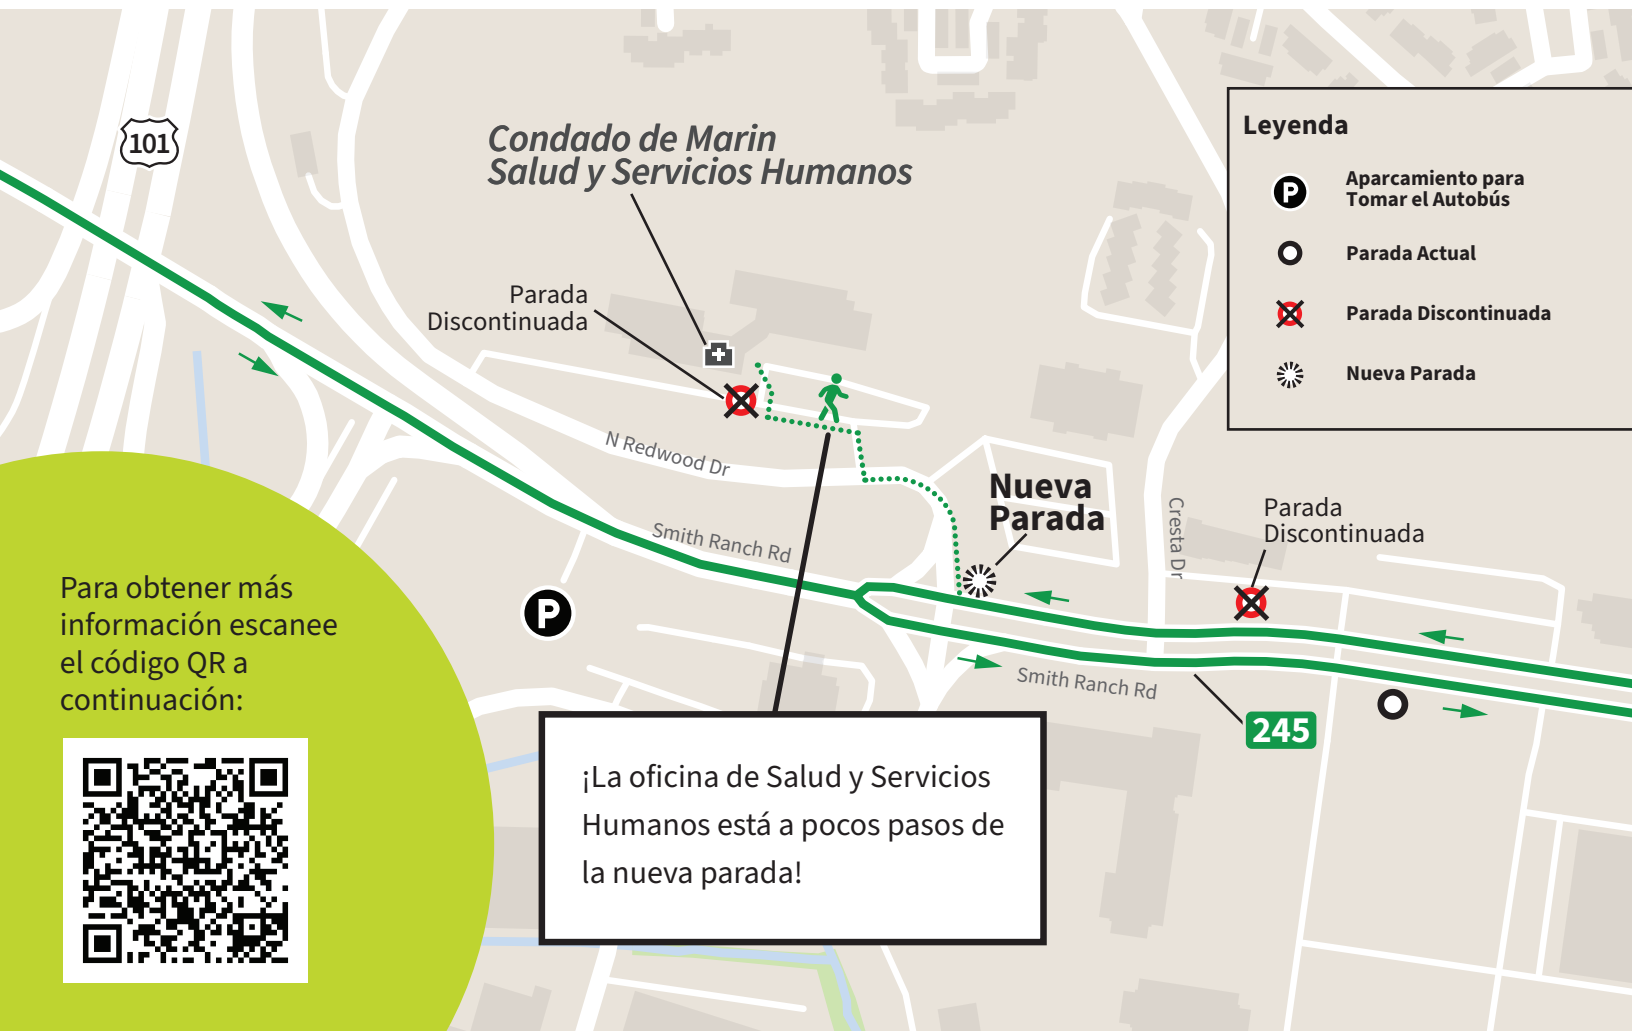 101
Condado de Marin
Salud y Servicios Humanos
Leyenda
P
Aparcamiento para
Tomar el Autobús
Parada Actual
Parada Discontinuada
Nueva Parada
Parada
Discontinuada
N Redwood Dr
Nueva
Parada
Cresta Dr
Parada
Discontinuada
Smith Ranch Rd
P
Smith Ranch Rd
245
Para obtener más
información escanee
el código QR a
continuación:
¡La oficina de Salud y Servicios
Humanos está a pocos pasos de
la nueva parada!